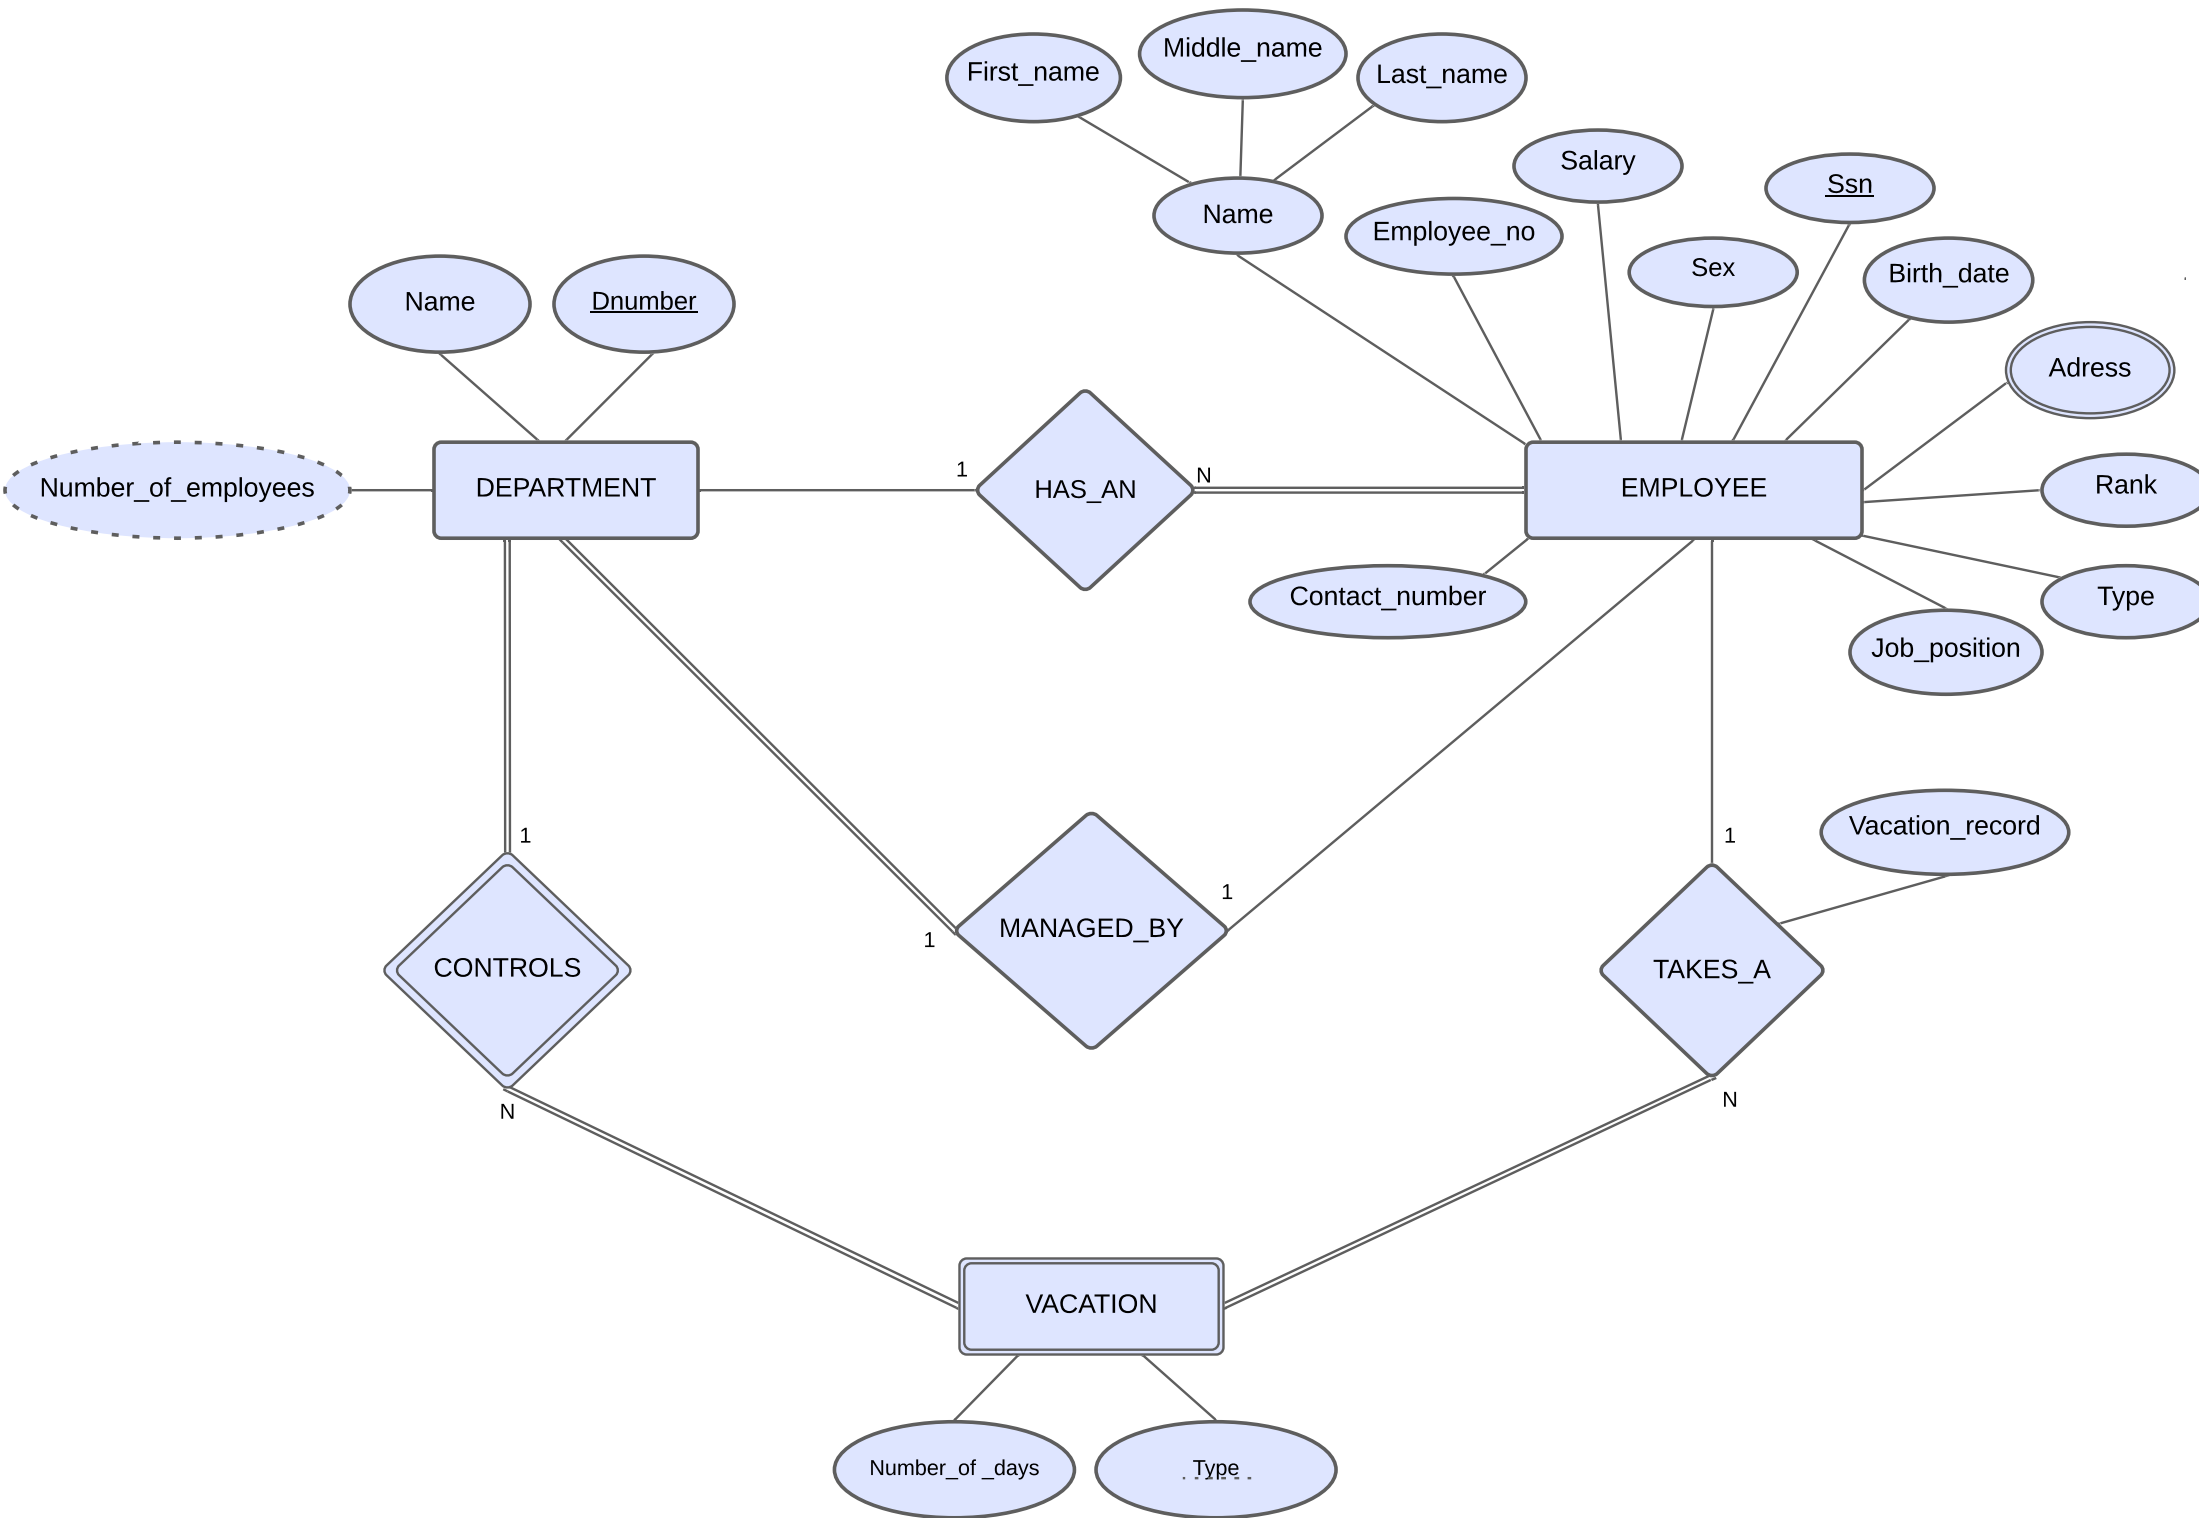 Middle_name
First_name
Last_name
Salary
Ssn
Name
Employee_no
Sex
Birth_date
Name
Dnumber
Adress
Number_of_employees
DEPARTMENT
1
HAS_AN
N
EMPLOYEE
Rank
Contact_number
Type
Job_position
Vacation_record
1
1
1
1
MANAGED_BY
CONTROLS
TAKES_A
N
N
VACATION
Number_of _days
Type